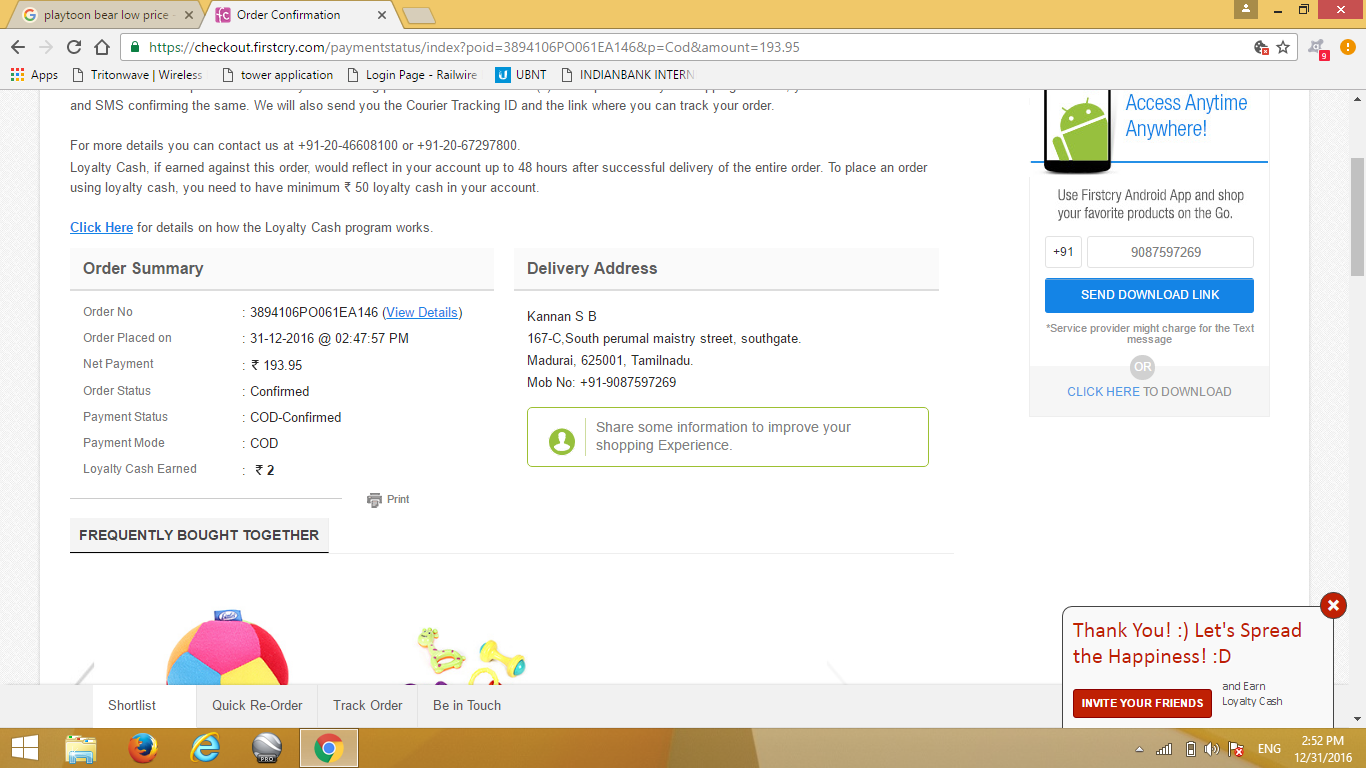 playtoon bear low price -
Order Confirmation
https://checkout.firstcry.com/paymentstatus/index?poid=3894106PO061EA146&p=Cod&amount=193.95
9
Apps
Tritonwave | Wireless
tower application
Login Page - Railwire
UBNT
INDIANBANK INTERN
and SMS confirming the same. We will also send you the Courier Tracking ID and the link where you can track your order.
For more details you can contact us at +91-20-46608100 or +91-20-67297800.
Loyalty Cash, if earned against this order, would reflect in your account up to 48 hours after successful delivery of the entire order. To place an order
using loyalty cash, you need to have minimum ₹ 50 loyalty cash in your account.
Click Here for details on how the Loyalty Cash program works.
Order Summary
Order No : 3894106PO061EA146 (View Details)
Order Placed on : 31-12-2016 @ 02:47:57 PM
Net Payment : ₹ 193.95
Order Status : Confirmed
Payment Status : COD-Confirmed
Payment Mode : COD
Loyalty Cash Earned : ₹ 2
Print
Delivery Address
Kannan S B
167-C,South perumal maistry street, southgate.
Madurai, 625001, Tamilnadu.
Mob No: +91-9087597269
Share some information to improve your
shopping Experience.
Access Anytime
Anywhere!
Use Firstcry Android App and shop
your favorite products on the Go.
+91 9087597269
SEND DOWNLOAD LINK
*Service provider might charge for the Text
message
OR
CLICK HERE TO DOWNLOAD
FREQUENTLY BOUGHT TOGETHER
Thank You! :) Let's Spread
the Happiness! :D
INVITE YOUR FRIENDS
and Earn
Loyalty Cash
Shortlist
Quick Re-Order
Track Order
Be in Touch
PRO
ENG
2:52 PM
12/31/2016